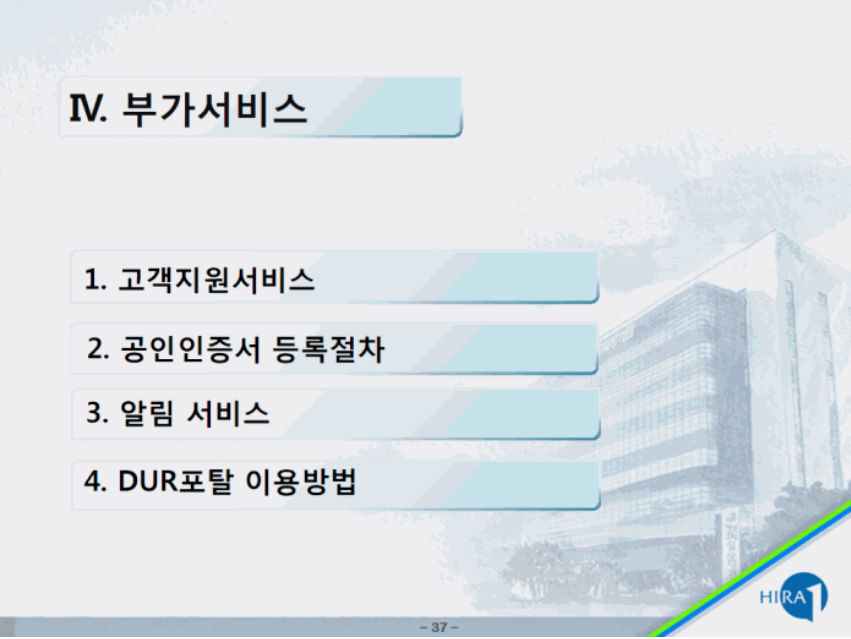 Ⅳ. 부가서비스
1. 고객지원서비스
2. 공인인증서 등록절차
3. 알림 서비스
4. DUR포탈 이용방법
HIRA
- 37 -